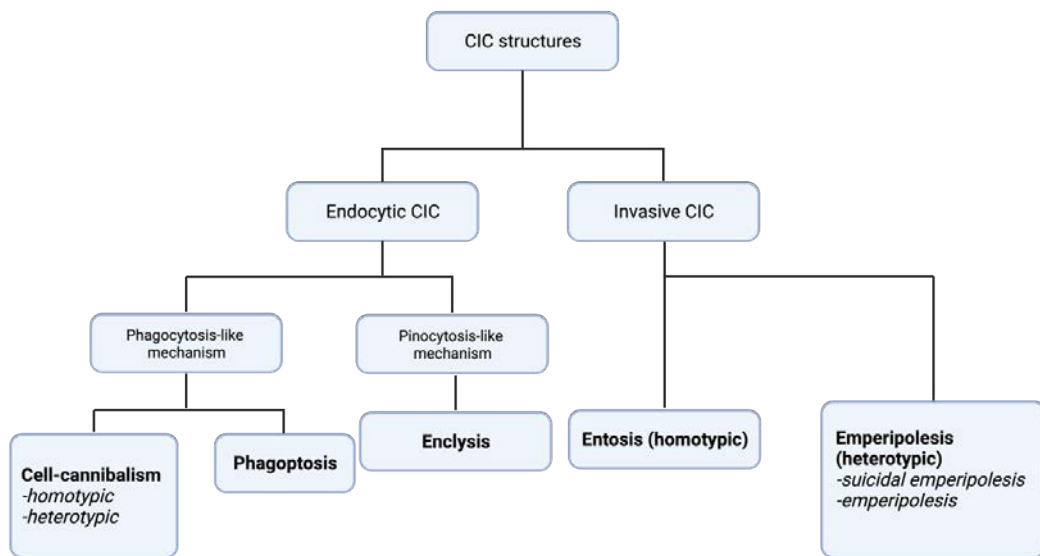 CIC structures
Endocytic CIC
Invasive CIC
Phagocytosis-like
mechanism
Pinocytosis-like
mechanism
Cell-cannibalism
-homotypic
-heterotypic
Phagoptosis
Enclysis
Entosis (homotypic)
Emperipolesis
(heterotypic)
-suicidal emperipolesis
-emperipolesis